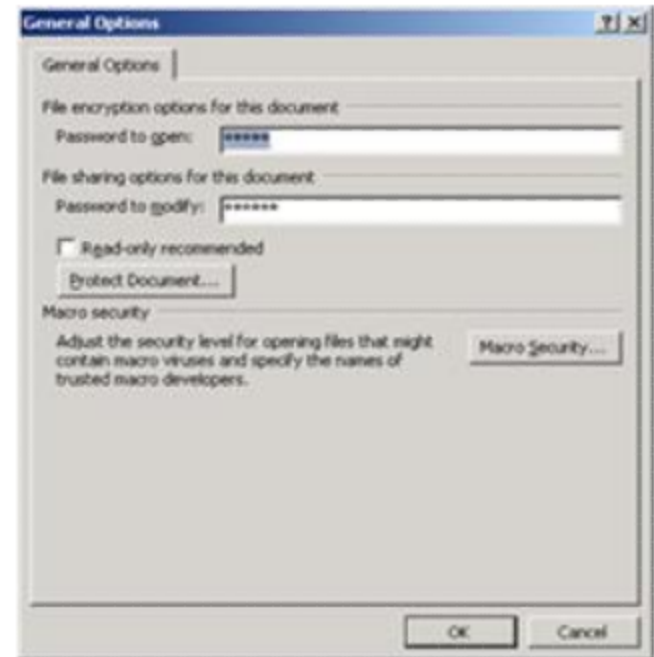 General Options
General Options
File encryption options for this document
Password to open: *****
File sharing options for this document
Password to modify: ******
Read-only recommended
Protect Document...
Macro security
Adjust the security level for opening files that might
contain macro viruses and specify the names of
trusted macro developers.
Macro Security...
OK
Cancel